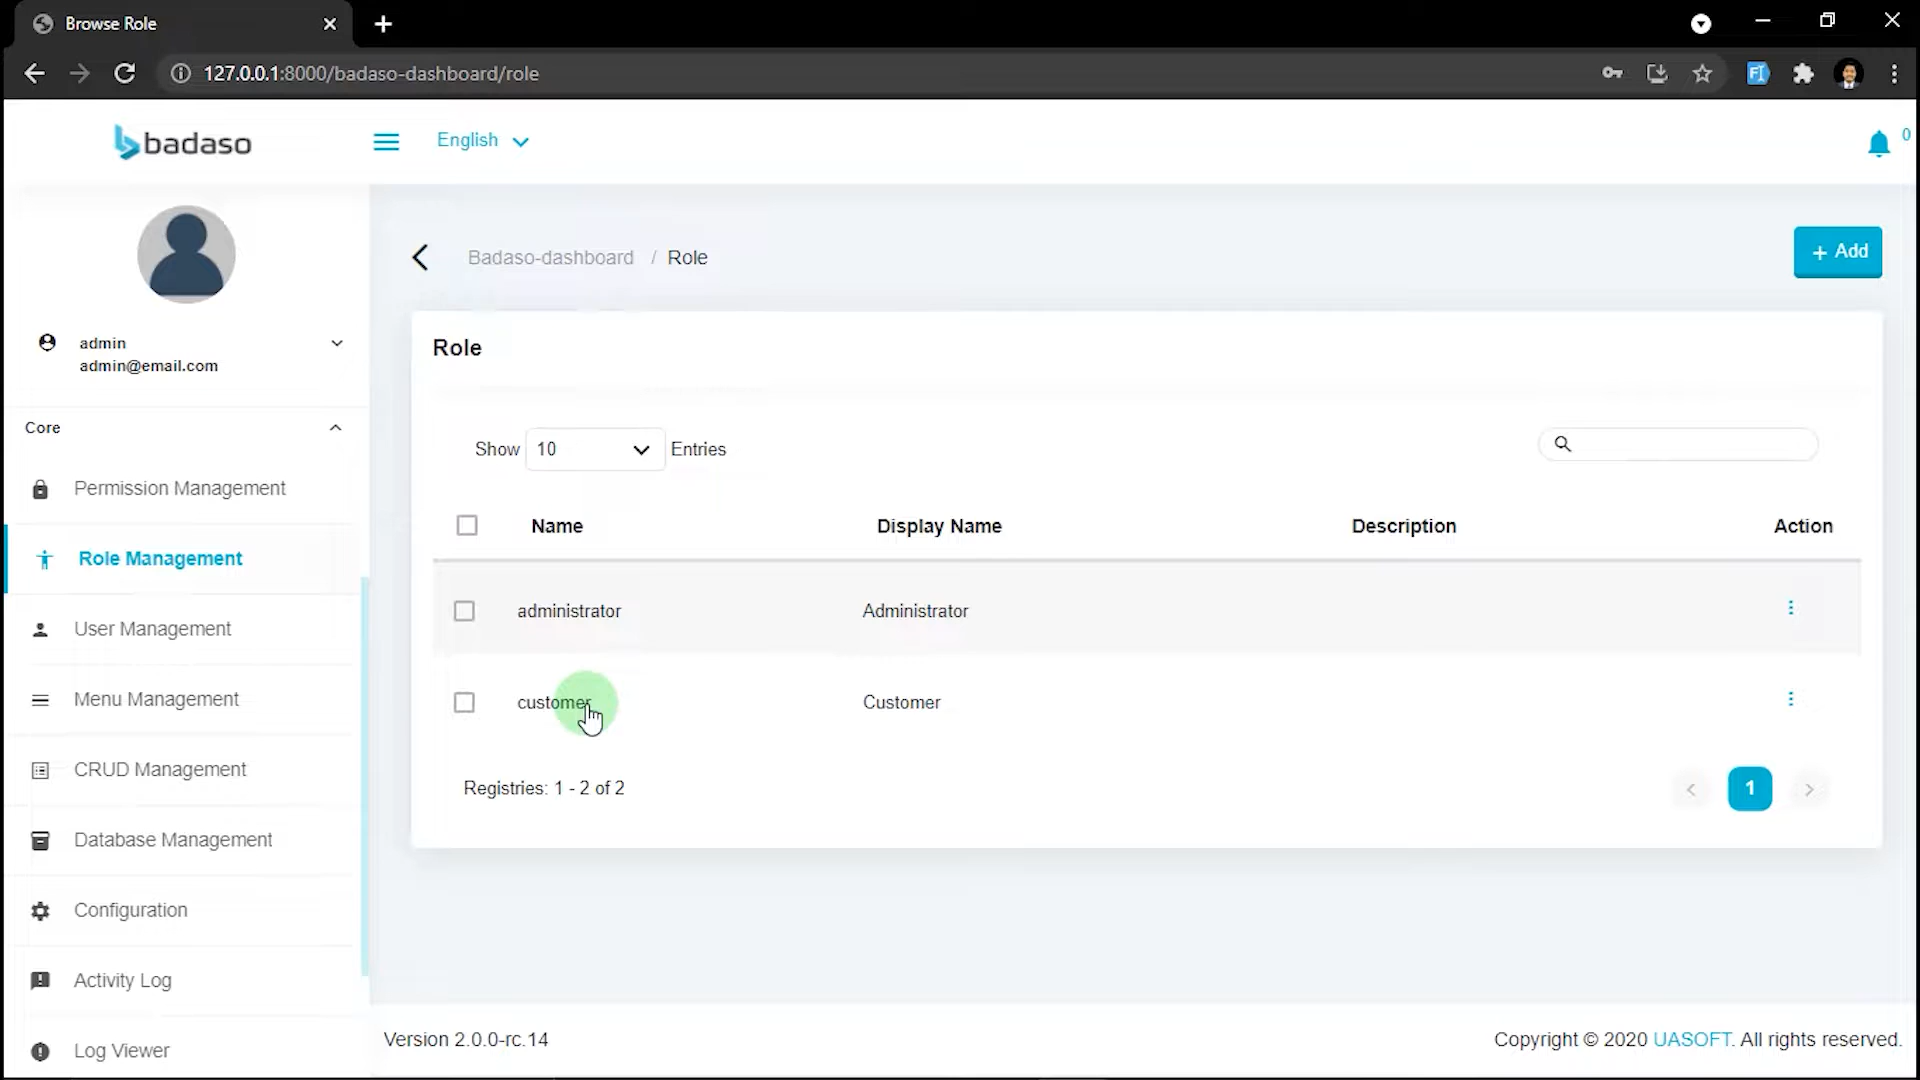 Browse Role
127.0.0.1:8000/badaso-dashboard/role
badaso
English
0
Badaso-dashboard / Role
+ Add
admin
admin@email.com
Core
Permission Management
Role Management
User Management
Menu Management
CRUD Management
Database Management
Configuration
Activity Log
Log Viewer
Role
Show 10 Entries
Name Display Name Description Action
administrator Administrator
customer Customer
Registries: 1 - 2 of 2
1
Version 2.0.0-rc.14
Copyright © 2020 UASOFT. All rights reserved.